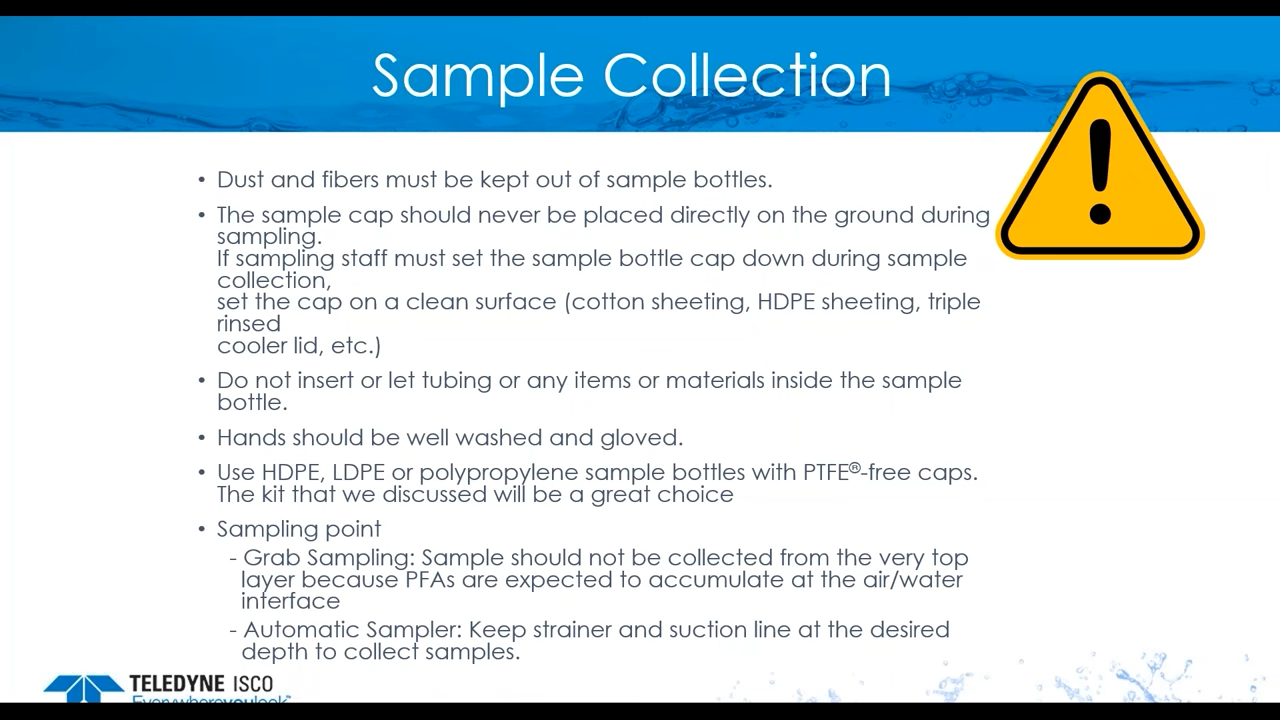 Sample Collection
• Dust and fibers must be kept out of sample bottles.
• The sample cap should never be placed directly on the ground during
sampling.
If sampling staff must set the sample bottle cap down during sample
collection,
set the cap on a clean surface (cotton sheeting, HDPE sheeting, triple
rinsed
cooler lid, etc.)
• Do not insert or let tubing or any items or materials inside the sample
bottle.
• Hands should be well washed and gloved.
• Use HDPE, LDPE or polypropylene sample bottles with PTFE®-free caps.
The kit that we discussed will be a great choice
• Sampling point
- Grab Sampling: Sample should not be collected from the very top
layer because PFAs are expected to accumulate at the air/water
interface
- Automatic Sampler: Keep strainer and suction line at the desired
depth to collect samples.
TELEDYNE ISCO
Everywhereyoulook™